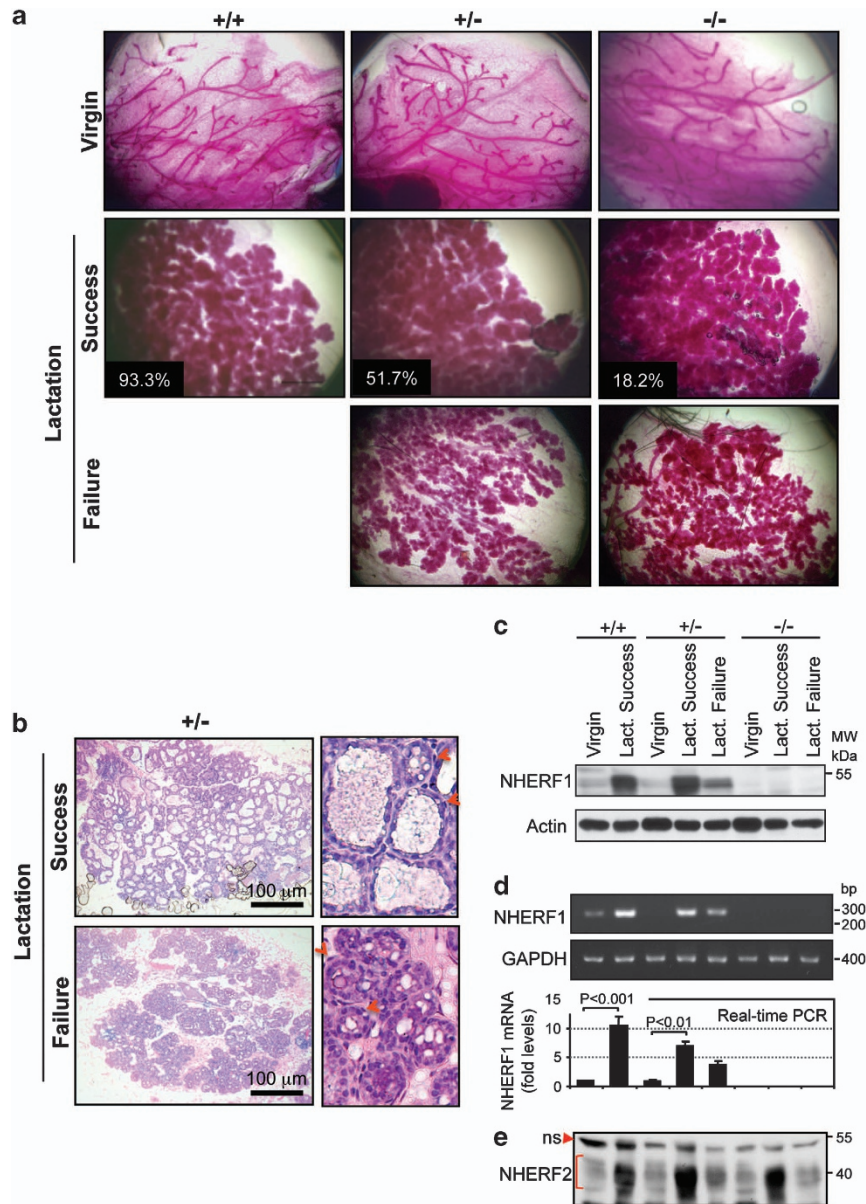 a
+/+
+/-
-/-
Virgin
Lactation
Success
93.3%
51.7%
18.2%
Failure
b
+/-
Lactation
Success
100 µm
Failure
100 µm
c
+/+
+/-
-/-
Virgin
Lact. Success
Virgin
Lact. Success
Lact. Failure
Virgin
Lact. Success
Lact. Failure
MW
kDa
NHERF1
55
Actin
d
bp
NHERF1
-300
-200
GAPDH
-400
NHERF1 mRNA
(fold levels)
15
10
5
0
P<0.001
P<0.01
Real-time PCR
e
ns
55
NHERF2
40